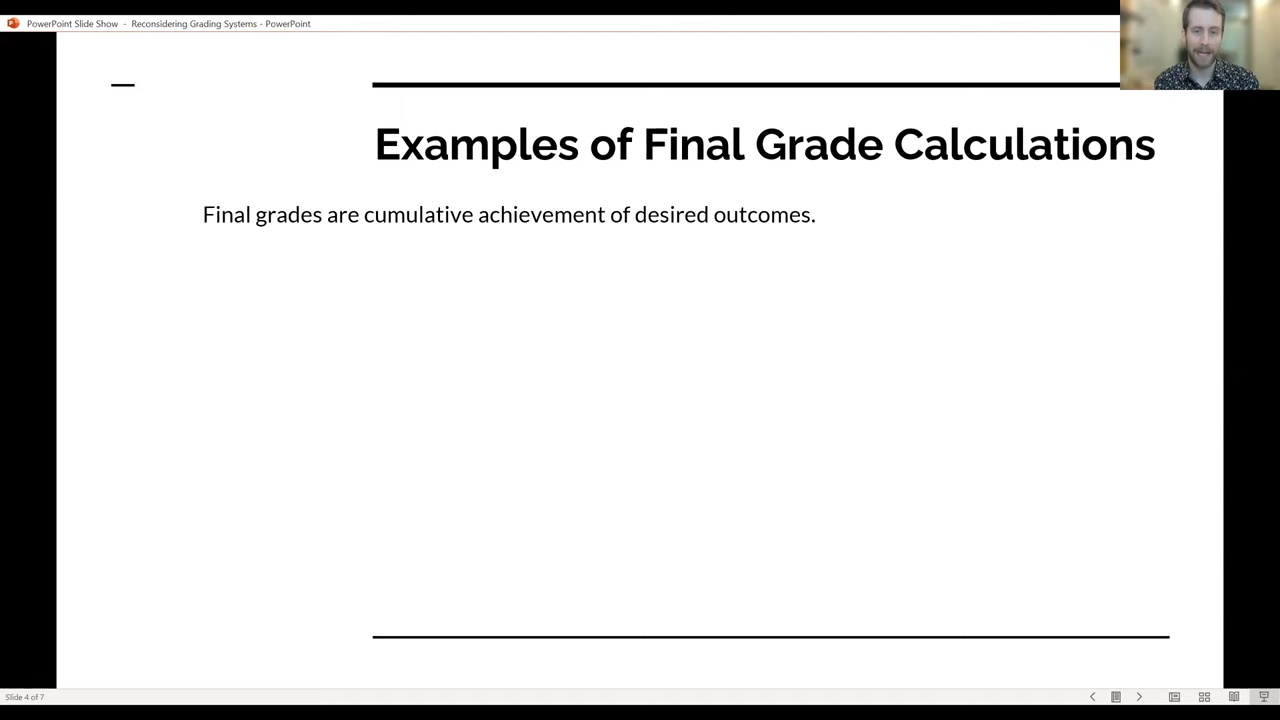 PowerPoint Slide Show - Reconsidering Grading Systems - PowerPoint
Examples of Final Grade Calculations
Final grades are cumulative achievement of desired outcomes.
Slide 4 of 7